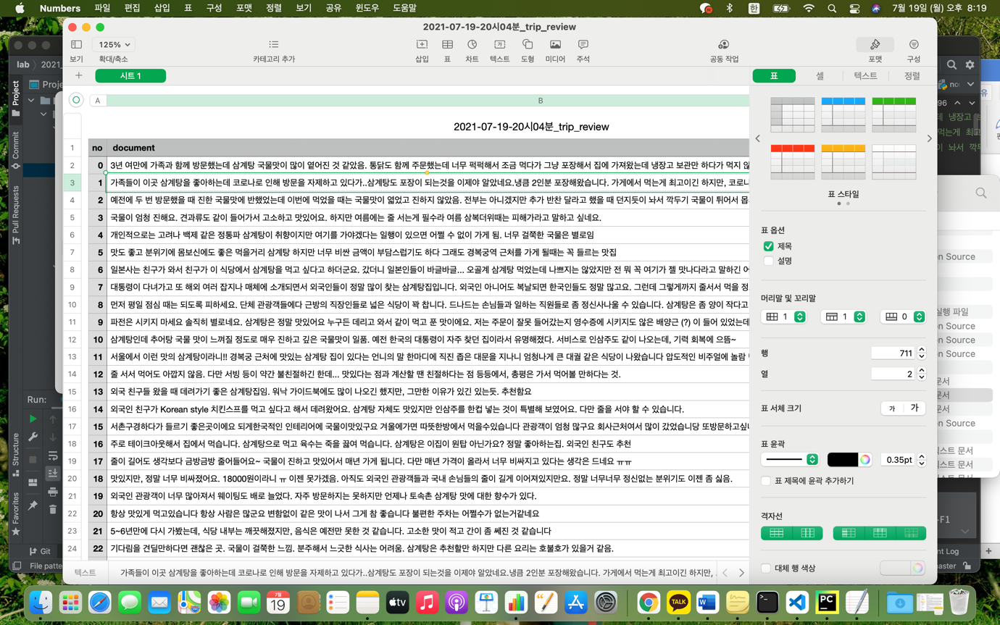 Numbers 파일 편집 삽입 표 구성 포맷 정렬 보기 공유 윈도우 도움말 한 7월 19일 (월) 오후 8:19
2021-07-19-20시04분_trip_review
125%
보기 확대/축소 카테고리 추가 삽입 표 차트 텍스트 도형 미디어 주석 공동 작업 포맷 구성
시트 1
표 셀 텍스트 정렬
A B
2021-07-19-20시04분_trip_review
1 no document
2 0 3년 여만에 가족과 함께 방문했는데 삼계탕 국물맛이 많이 옅어진 것 같았음. 통닭도 함께 주문했는데 너무 퍽퍽해서 조금 먹다가 그냥 포장해서 집에 가져왔는데 냉장고 보관만 하다가 먹지 않
3 1 가족들이 이곳 삼계탕을 좋아하는데 코로나로 인해 방문을 자제하고 있다가..삼계탕도 포장이 되는것을 이제야 알았네요.냉큼 2인분 포장해왔습니다. 가게에서 먹는게 최고이긴 하지만, 코로나
4 2 예전에 두 번 방문했을 때 진한 국물맛에 반했었는데 이번에 먹었을 때는 국물맛이 엷었고 진하지 않았음. 전부는 아니겠지만 추가 반찬 달라고 했을 때 던지듯이 놔서 깍두기 국물이 튀어서 옵
5 3 국물이 엄청 진해요. 견과류도 같이 들어가서 고소하고 맛있어요. 하지만 여름에는 줄 서는게 필수라 여름 삼복더위때는 피해가라고 말하고 싶네요.
6 4 개인적으로는 고려나 백제 같은 정통파 삼계탕이 취향이지만 여기를 가야겠다는 일행이 있으면 어쩔 수 없이 가게 됨. 너무 걸쭉한 국물은 별로임
7 5 맛도 좋고 분위기에 몸보신에도 좋은 먹을거리 삼계탕 하지만 너무 비싼 금액이 부담스럽기도 하다 그래도 경복궁역 근처를 가게 될때는 꼭 들르는 맛집
8 6 일본사는 친구가 와서 친구가 이 식당에서 삼계탕을 먹고 싶다고 하더군요. 갔더니 일본인들이 바글바글... 오골계 삼계탕 먹었는데 나쁘지는 않았지만 전 뭐 꼭 여기가 젤 맛나다라고 말하긴 어
9 7 대통령이 다녀가고 또 해외 여러 잡지나 매체에 소개되면서 외국인들이 정말 많이 찾는 삼계탕집입니다. 외국인 아니어도 복날되면 한국인들도 정말 많고요. 그런데 그렇게까지 줄서서 먹을 정
10 8 먼저 평일 점심 때는 되도록 피하세요. 단체 관광객들에다 근방의 직장인들로 넓은 식당이 꽉 찹니다. 드나드는 손님들과 일하는 직원들로 좀 정신사나울 수 있습니다. 삼계탕은 좀 양이 작다고
11 9 파전은 시키지 마세요 솔직히 별로네요. 삼계탕은 정말 맛있어요 누구든 데리고 와서 같이 먹고 푼 맛이에요. 저는 주문이 잘못 들어갔는지 영수증에 시키지도 않은 배양근 (?) 이 들어 있었는데
12 10 삼계탕인데 추어탕 국물 맛이 느껴질 정도로 매우 진하고 깊은 국물맛이 일품. 예전 한국의 대통령이 자주 찾던 집이라서 유명해졌다. 서비스로 인삼주도 같이 나오는데, 기력 회복에 으뜸~
13 11 서울에서 이런 맛의 삼계탕이라니!! 경복궁 근처에 맛있는 삼계탕 집이 있다는 언니의 말 한마디에 직진 좁은 대문을 지나니 엄청나게 큰 대궐 같은 식당이 나왔습니다 압도적인 비주얼에 놀람
14 12 줄 서서 먹어도 아깝지 않음. 다만 서빙 등이 약간 불친절하긴 한데... 맛있다는 점과 계산할 땐 친절하다는 점 등등에서, 총평은 가서 먹어볼 만하다는 것.
15 13 외국 친구들 왔을 때 데려가기 좋은 삼계탕집임. 워낙 가이드북에도 많이 나오긴 했지만, 그만한 이유가 있긴 있는듯. 추천함요
16 14 외국인 친구가 Korean style 치킨스프를 먹고 싶다고 해서 데려왔어요. 삼계탕 자체도 맛있지만 인삼주를 한컵 넣는 것이 특별해 보였어요. 다만 줄을 서야 할 수 있습니다.
17 15 서촌구경하다가 들르기 좋은곳이에요 되게한국적인 인테리어에 국물이맛있구요 겨울에가면 따뜻한방에서 먹을수있습니다 관광객이 엄청 많구요 회사근처여서 많이 갔었습니당 또방문하고싶
18 16 주로 테이크아웃해서 집에서 먹습니다. 삼계탕으로 먹고 육수는 죽을 끓여 먹습니다. 삼계탕은 이집이 원탑 아닌가요? 정말 좋아하는집. 외국인 친구도 추천
19 17 줄이 길어도 생각보다 금방금방 줄어들어요~ 국물이 진하고 맛있어서 매년 가게 됩니다. 다만 매년 가격이 올라서 너무 비싸지고 있다는 생각은 드네요 ㅠㅠ
20 18 맛있지만, 정말 너무 비싸졌어요. 18000원이라니 ㅠ 이젠 못가겠음. 아직도 외국인 관광객들과 국내 손님들의 줄이 길게 이어져있지만요. 정말 너무너무 정신없는 분위기도 이젠 좀 싫음.
21 19 외국인 관광객이 너무 많아져서 웨이팅도 배로 늘었다. 자주 방문하지는 못하지만 언제나 토속촌 삼계탕 맛에 대한 향수가 있다.
22 20 항상 맛있게 먹고있습니다 항상 사람은 많군요 변함없이 같은 맛이 나서 그게 참 좋습니다 불편한 주차는 어쩔수가 없는거같네요
23 21 5~6년만에 다시 가봤는데, 식당 내부는 깨끗해졌지만, 음식은 예전만 못한 것 같습니다. 고소한 맛이 적고 간이 좀 쎄진 것 같습니다
24 22 기다림을 견딜만하다면 괜찮은 곳. 국물이 걸쭉한 느낌. 분주해서 느긋한 식사는 어려움. 삼계탕은 추천할만 하지만 다른 요리는 호불호가 있을거 같음.
텍스트 가족들이 이곳 삼계탕을 좋아하는데 코로나로 인해 방문을 자제하고 있다가..삼계탕도 포장이 되는것을 이제야 알았네요.냉큼 2인분 포장해왔습니다. 가게에서 먹는게 최고이긴 하지만,
표 스타일
표 옵션
제목
설명
머리말 및 꼬리말
1 1 0
행 711
열 2
표 서체 크기 가 가
표 윤곽
0.35pt
표 제목에 윤곽 추가하기
격자선
대체 행 색상
lab 2021_
Project
Commit
Pull Requests
Run:
Structure
Favorites
Git
File patte
96
데 냉장고 보
먹는게 최고
이 놔서 깍두
n Source
실행 파일
n Source
n Source
n Source
문서
문서
문서
n Source
텍스트 문서
텍스트 문서
-F1
nt Log
master
7월
19
tv
TALK
W
PC